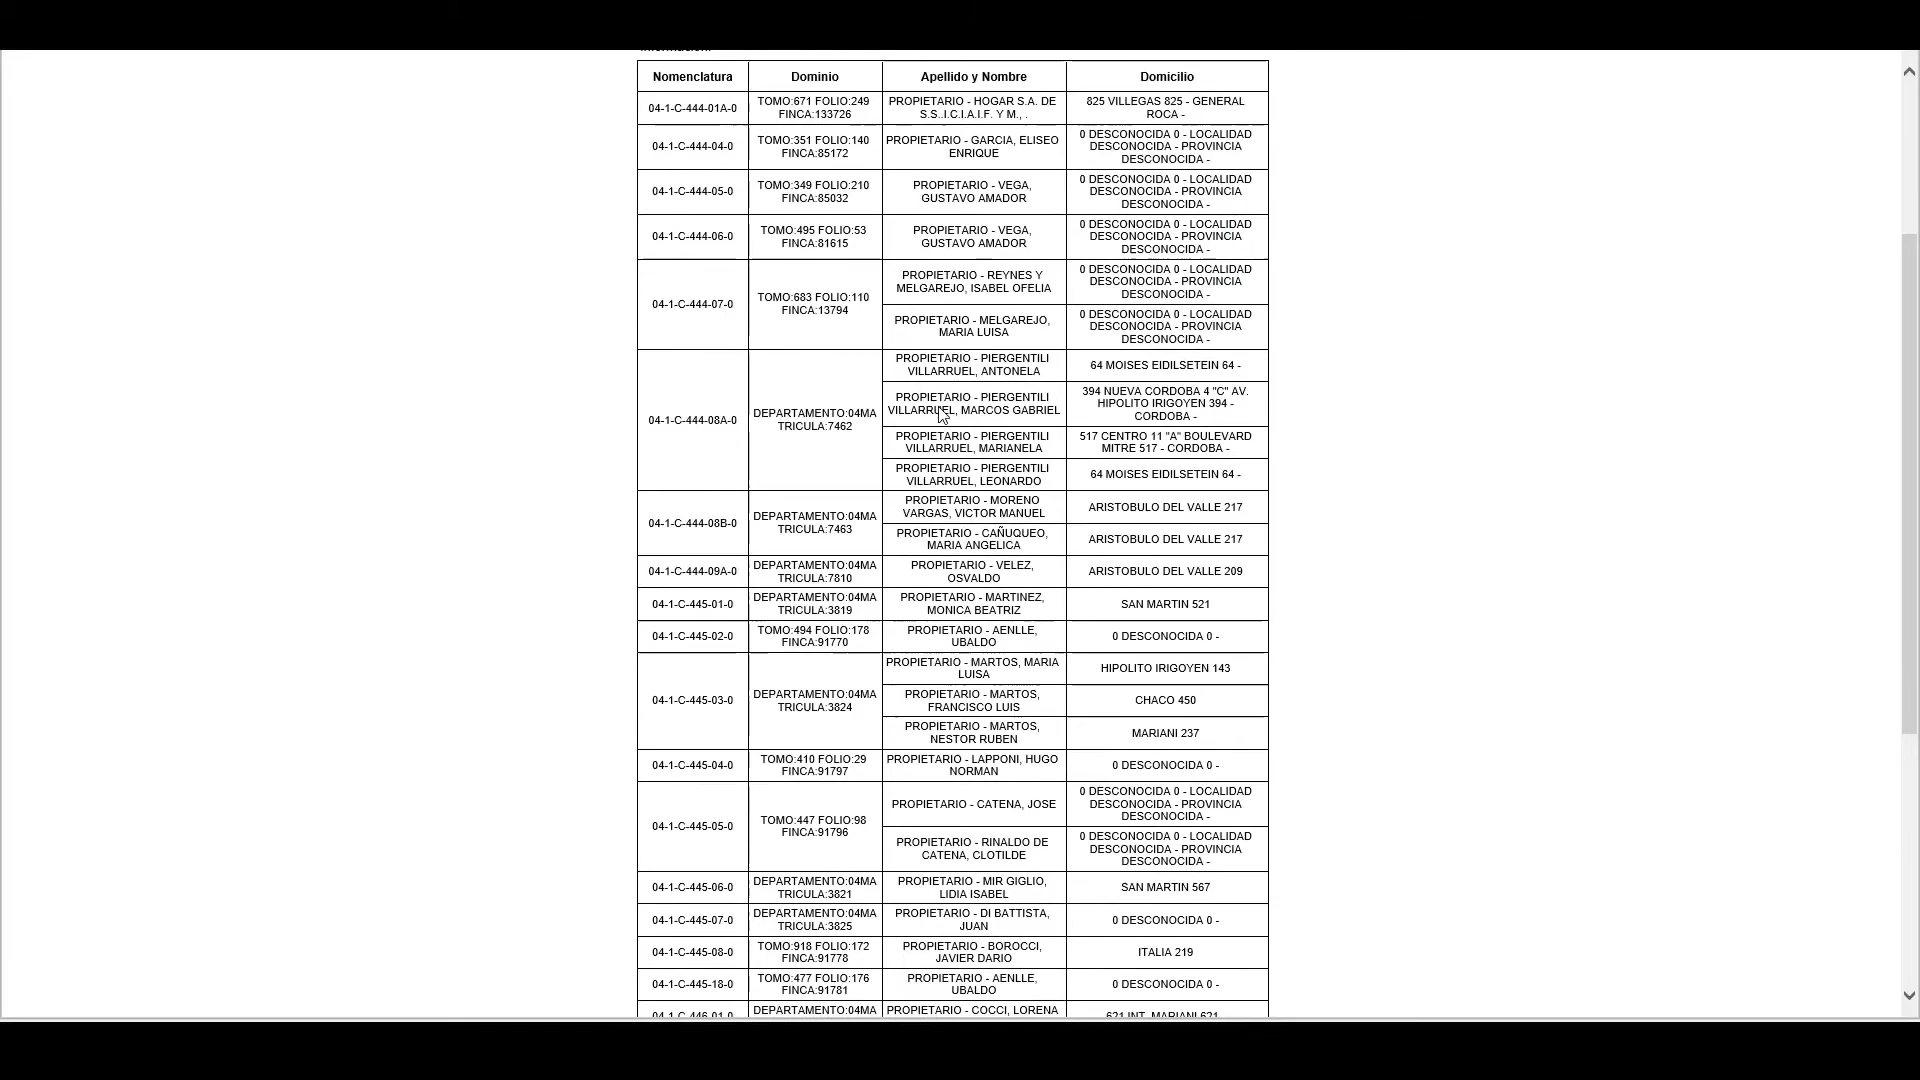 Nomenclatura Dominio Apellido y Nombre Domicilio
04-1-C-444-01A-0
TOMO:671 FOLIO:249
FINCA:133726
PROPIETARIO - HOGAR S.A. DE
S.S..I.C.I.A.I.F. Y M., .
825 VILLEGAS 825 - GENERAL
ROCA -
04-1-C-444-04-0
TOMO:351 FOLIO:140
FINCA:85172
PROPIETARIO - GARCIA, ELISEO
ENRIQUE
0 DESCONOCIDA 0 - LOCALIDAD
DESCONOCIDA - PROVINCIA
DESCONOCIDA -
04-1-C-444-05-0
TOMO:349 FOLIO:210
FINCA:85032
PROPIETARIO - VEGA,
GUSTAVO AMADOR
0 DESCONOCIDA 0 - LOCALIDAD
DESCONOCIDA - PROVINCIA
DESCONOCIDA -
04-1-C-444-06-0
TOMO:495 FOLIO:53
FINCA:81615
PROPIETARIO - VEGA,
GUSTAVO AMADOR
0 DESCONOCIDA 0 - LOCALIDAD
DESCONOCIDA - PROVINCIA
DESCONOCIDA -
04-1-C-444-07-0
TOMO:683 FOLIO:110
FINCA:13794
PROPIETARIO - REYNES Y
MELGAREJO, ISABEL OFELIA
0 DESCONOCIDA 0 - LOCALIDAD
DESCONOCIDA - PROVINCIA
DESCONOCIDA -
PROPIETARIO - MELGAREJO,
MARIA LUISA
0 DESCONOCIDA 0 - LOCALIDAD
DESCONOCIDA - PROVINCIA
DESCONOCIDA -
04-1-C-444-08A-0
DEPARTAMENTO:04MA
TRICULA:7462
PROPIETARIO - PIERGENTILI
VILLARRUEL, ANTONELA
64 MOISES EIDILSETEIN 64 -
PROPIETARIO - PIERGENTILI
VILLARRUEL, MARCOS GABRIEL
394 NUEVA CORDOBA 4 "C" AV.
HIPOLITO IRIGOYEN 394 -
CORDOBA -
PROPIETARIO - PIERGENTILI
VILLARRUEL, MARIANELA
517 CENTRO 11 "A" BOULEVARD
MITRE 517 - CORDOBA -
PROPIETARIO - PIERGENTILI
VILLARRUEL, LEONARDO
64 MOISES EIDILSETEIN 64 -
04-1-C-444-08B-0
DEPARTAMENTO:04MA
TRICULA:7463
PROPIETARIO - MORENO
VARGAS, VICTOR MANUEL
ARISTOBULO DEL VALLE 217
PROPIETARIO - CAÑUQUEO,
MARIA ANGELICA
ARISTOBULO DEL VALLE 217
04-1-C-444-09A-0
DEPARTAMENTO:04MA
TRICULA:7810
PROPIETARIO - VELEZ,
OSVALDO
ARISTOBULO DEL VALLE 209
04-1-C-445-01-0
DEPARTAMENTO:04MA
TRICULA:3819
PROPIETARIO - MARTINEZ,
MONICA BEATRIZ
SAN MARTIN 521
04-1-C-445-02-0
TOMO:494 FOLIO:178
FINCA:91770
PROPIETARIO - AENLLE,
UBALDO
0 DESCONOCIDA 0 -
04-1-C-445-03-0
DEPARTAMENTO:04MA
TRICULA:3824
PROPIETARIO - MARTOS, MARIA
LUISA
HIPOLITO IRIGOYEN 143
PROPIETARIO - MARTOS,
FRANCISCO LUIS
CHACO 450
PROPIETARIO - MARTOS,
NESTOR RUBEN
MARIANI 237
04-1-C-445-04-0
TOMO:410 FOLIO:29
FINCA:91797
PROPIETARIO - LAPPONI, HUGO
NORMAN
0 DESCONOCIDA 0 -
04-1-C-445-05-0
TOMO:447 FOLIO:98
FINCA:91796
PROPIETARIO - CATENA, JOSE
0 DESCONOCIDA 0 - LOCALIDAD
DESCONOCIDA - PROVINCIA
DESCONOCIDA -
PROPIETARIO - RINALDO DE
CATENA, CLOTILDE
0 DESCONOCIDA 0 - LOCALIDAD
DESCONOCIDA - PROVINCIA
DESCONOCIDA -
04-1-C-445-06-0
DEPARTAMENTO:04MA
TRICULA:3821
PROPIETARIO - MIR GIGLIO,
LIDIA ISABEL
SAN MARTIN 567
04-1-C-445-07-0
DEPARTAMENTO:04MA
TRICULA:3825
PROPIETARIO - DI BATTISTA,
JUAN
0 DESCONOCIDA 0 -
04-1-C-445-08-0
TOMO:918 FOLIO:172
FINCA:91778
PROPIETARIO - BOROCCI,
JAVIER DARIO
ITALIA 219
04-1-C-445-18-0
TOMO:477 FOLIO:176
FINCA:91781
PROPIETARIO - AENLLE,
UBALDO
0 DESCONOCIDA 0 -
04-1-C-446-01-0
DEPARTAMENTO:04MA
PROPIETARIO - COCCI, LORENA
621 INT. MARIANI 621